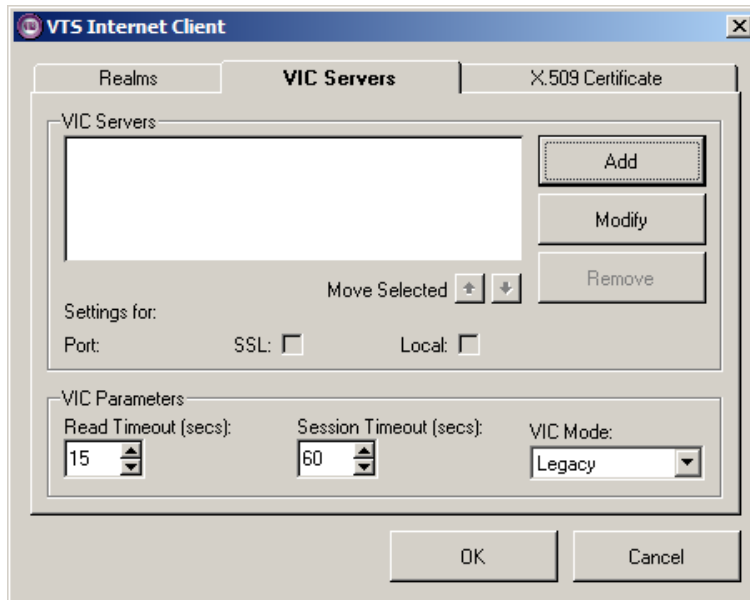 VTS Internet Client
Realms
VIC Servers
X.509 Certificate
VIC Servers
Add
Modify
Remove
Move Selected
Settings for:
Port: SSL: Local:
VIC Parameters
Read Timeout (secs): Session Timeout (secs): VIC Mode:
15 60 Legacy
OK Cancel